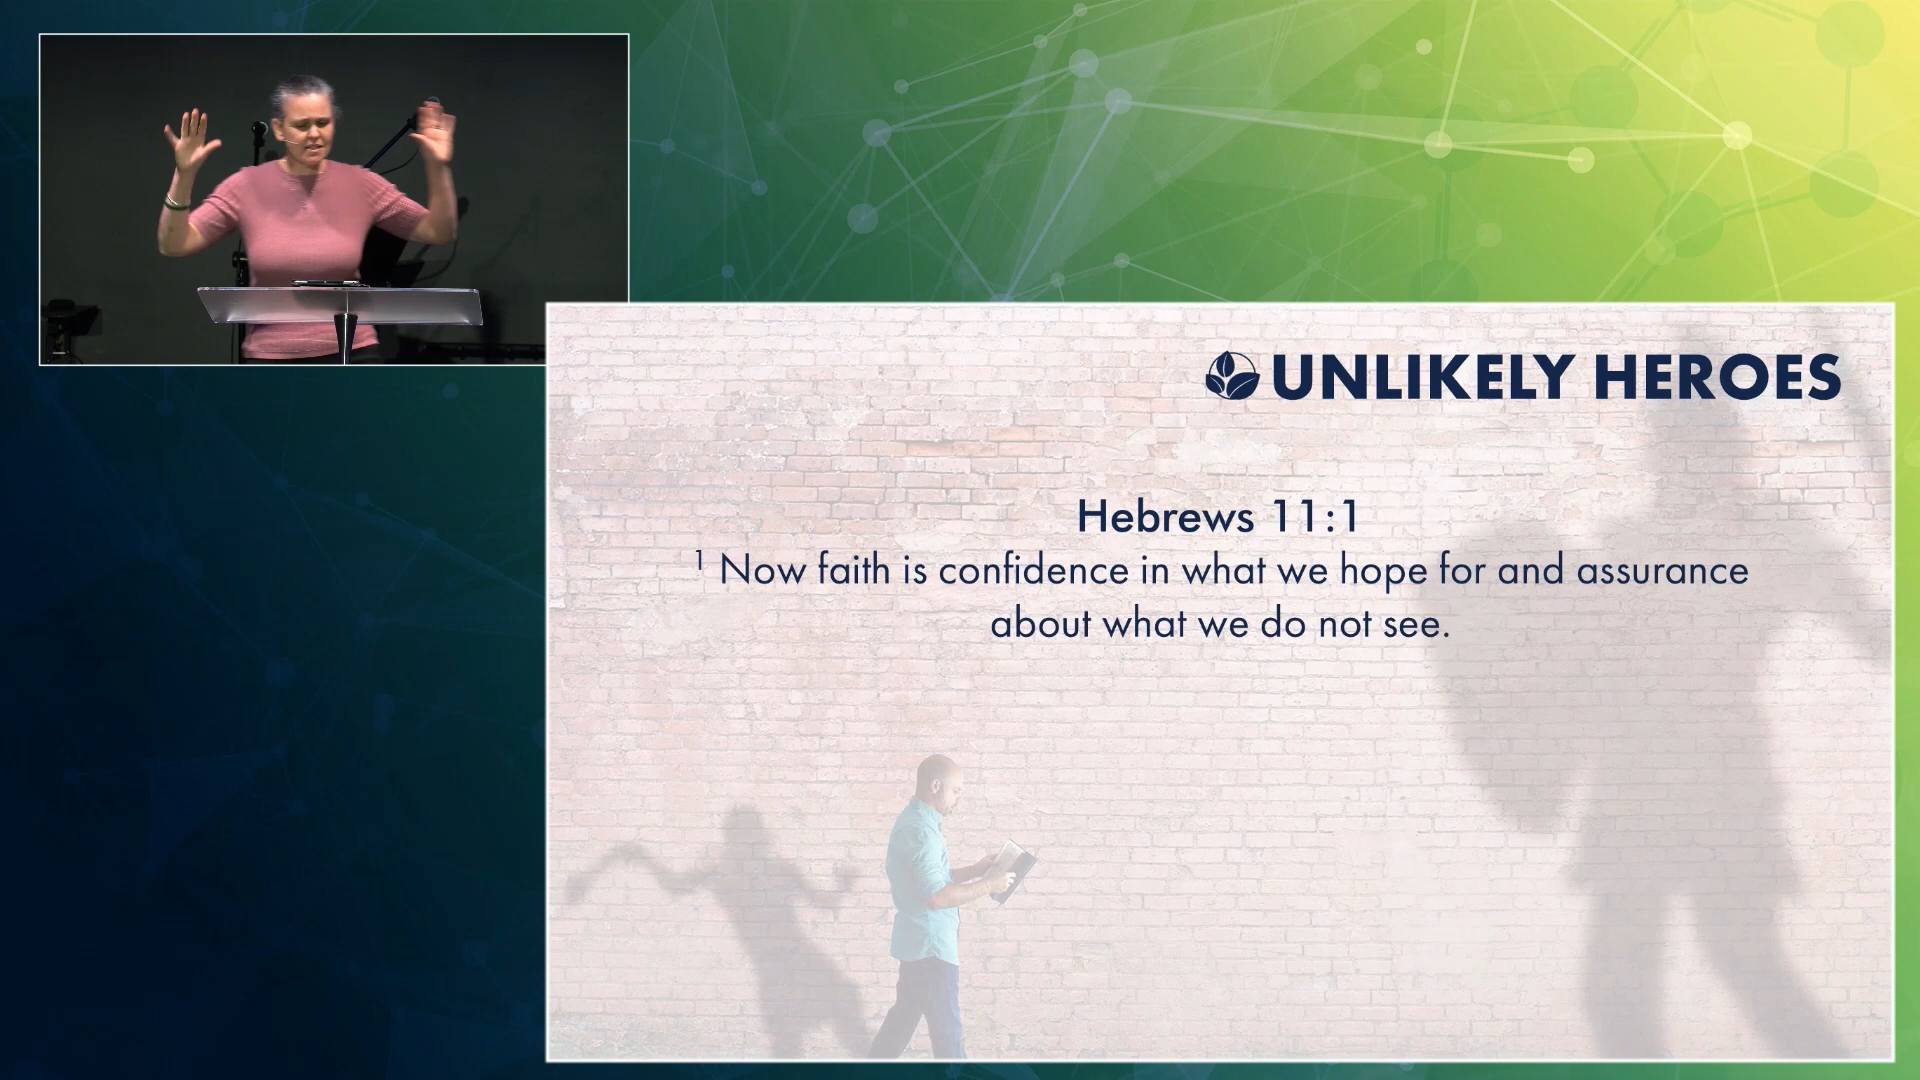 UNLIKELY HEROES
Hebrews 11:1
1 Now faith is confidence in what we hope for and assurance
about what we do not see.